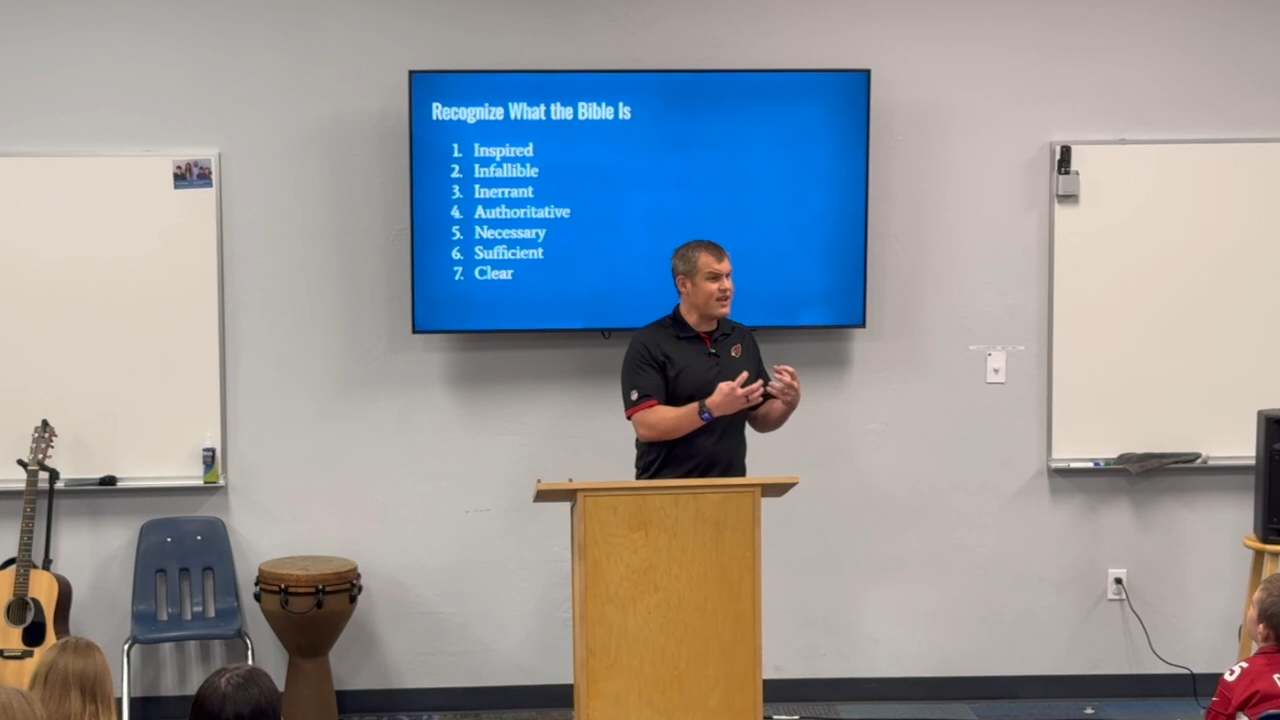 Recognize What the Bible Is
1. Inspired
2. Infallible
3. Inerrant
4. Authoritative
5. Necessary
6. Sufficient
7. Clear
5